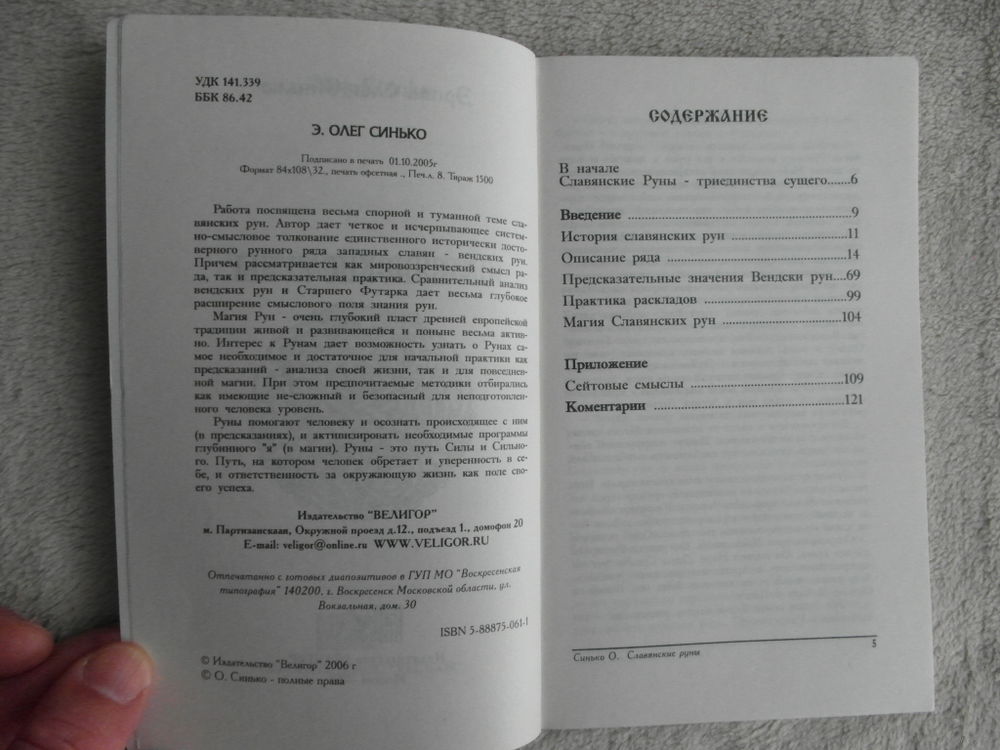 УДК 141.339
ББК 86.42
Э. ОЛЕГ СИНЬКО
Подписано в печать 01.10.2005г
Формат 84х108\32., печать офсетная ., Печ.л. 8. Тираж 1500
Работа посвящена весьма спорной и туманной теме сла-
вянских рун. Автор дает четкое и исчерпывающее систем-
но-смысловое толкование единственного исторически досто-
верного рунного ряда западных славян - вендских рун.
Причем рассматривается как мировоззренческий смысл ря-
да, так и предсказательная практика. Сравнительный анализ
вендских рун и Старшего Футарка дает весьма глубокое
расширение смыслового поля знания рун.
Магия Рун - очень глубокий пласт древней европейской
традиции живой и развивающейся и поныне весьма актив-
но. Интерес к Рунам дает возможность узнать о Рунах са-
мое необходимое и достаточное для начальной практики как
предсказаний - анализа своей жизни, так и для повседнев-
ной магии. При этом предпочитаемые методики отбирались
как имеющие не-сложный и безопасный для неподготовлен-
ного человека уровень.
Руны помогают человеку и осознать происходящее с ним
(в предсказаниях), и активизировать необходимые программы
глубинного "я" (в магии). Руны - это путь Силы и Сильно-
го. Путь, на котором человек обретает и уверенность в се-
бе, и ответственность за окружающую жизнь как поле сво-
его успеха.
Издательство "ВЕЛИГОР"
м. Партизанскаая, Окружной проезд д.12., подъезд 1., домофон 20
E-mail: veligor@online.ru WWW.VELIGOR.RU
Отпечатанно с готовых диапозитивов в ГУП МО "Воскресенская
типография" 140200, г. Воскресенск Московской области, ул.
Вокзальная, дом. 30
ISBN 5-88875-061-1
© Издательство "Велигор" 2006 г
© О. Синько - полные права
СОДЕРЖАНИЕ
В начале
Славянские Руны - триединства сущего.......6
Введение ....................................................9
История славянских рун ............................11
Описание ряда ..........................................14
Предсказательные значения Вендски рун....69
Практика раскладов ..................................99
Магия Славянских рун ............................104
Приложение
Сейтовые смыслы ....................................109
Коментарии ..............................................121
5
Синько О. Славянские руны